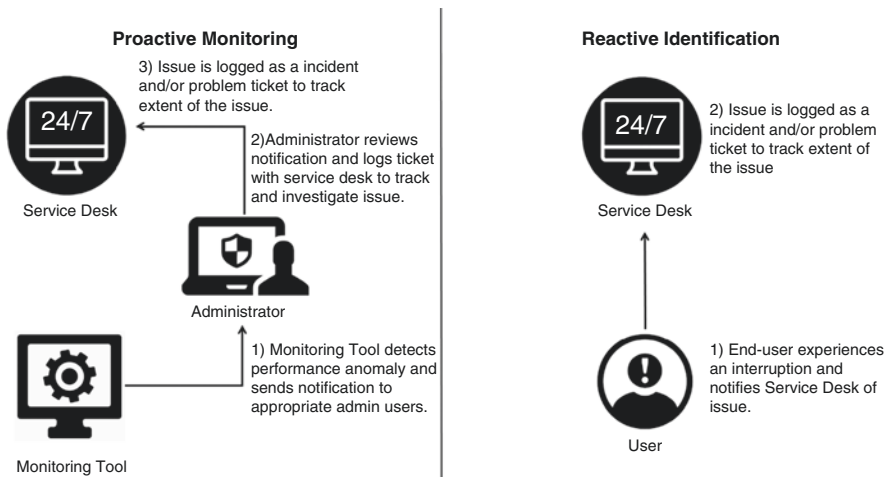 Proactive Monitoring
3) Issue is logged as a incident
and/or problem ticket to track
extent of the issue.
24/7
Service Desk
2)Administrator reviews
notification and logs ticket
with service desk to track
and investigate issue.
Administrator
1) Monitoring Tool detects
performance anomaly and
sends notification to
appropriate admin users.
Monitoring Tool
Reactive Identification
24/7
2) Issue is logged as a
incident and/or problem
ticket to track extent of
the issue
Service Desk
1) End-user experiences
an interruption and
notifies Service Desk of
issue.
User